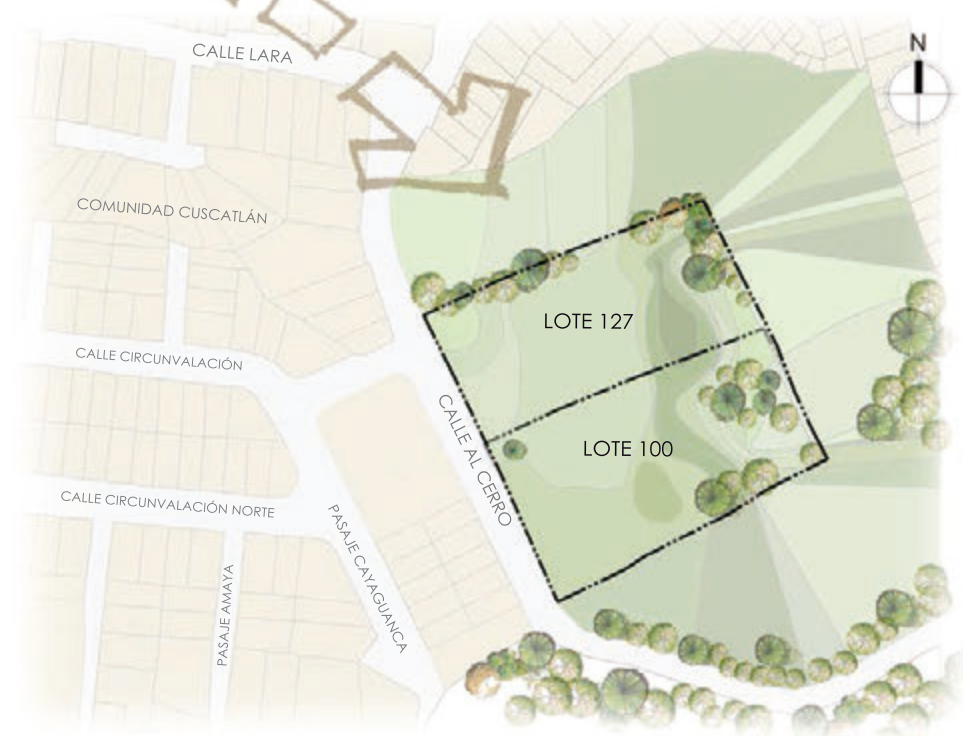 N
CALLE LARA
COMUNIDAD CUSCATLÁN
LOTE 127
CALLE CIRCUNVALACIÓN
CALLE AL CERRO
LOTE 100
CALLE CIRCUNVALACIÓN NORTE
PASAJE CAYAGUANCA
PASAJE AMAYA